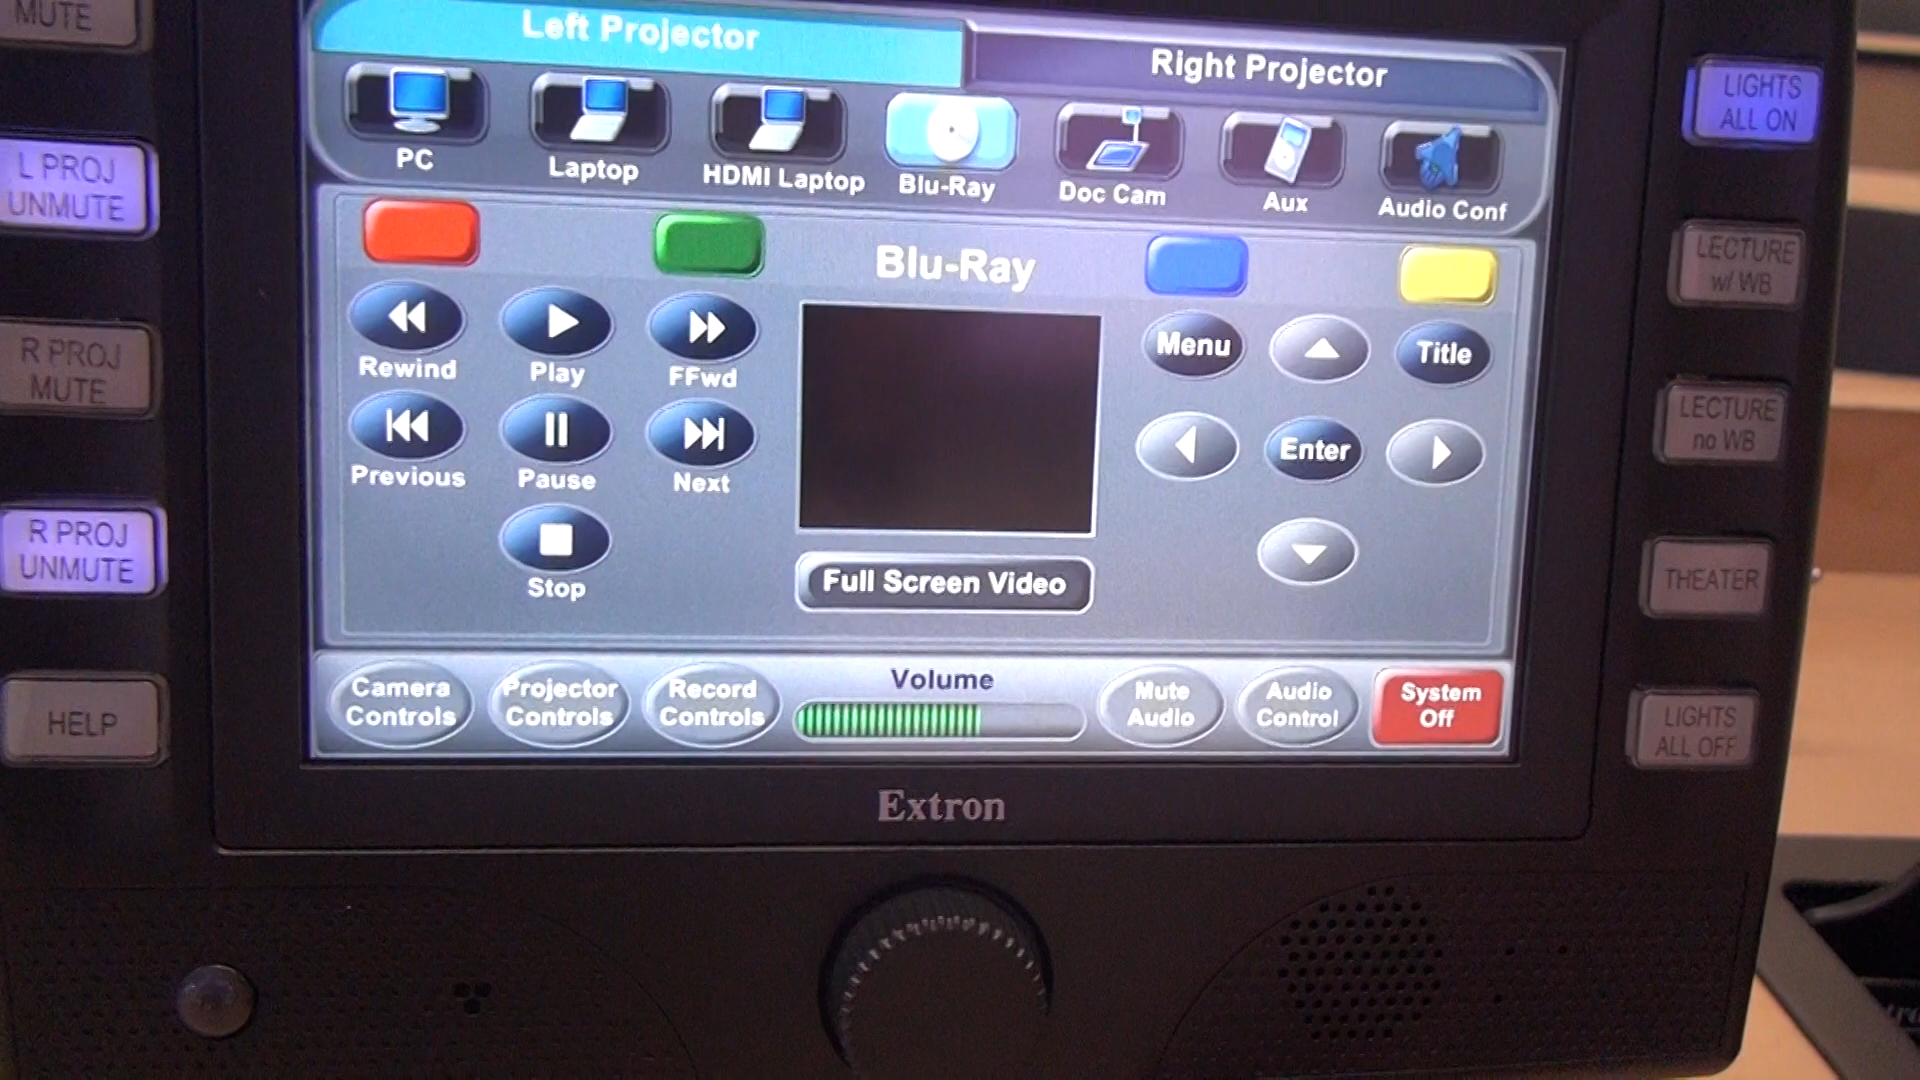 MUTE
L PROJ
UNMUTE
R PROJ
MUTE
R PROJ
UNMUTE
HELP
Left Projector
Right Projector
PC
Laptop
HDMI Laptop
Blu-Ray
Doc Cam
Aux
Audio Conf
Blu-Ray
Rewind
Play
FFwd
Previous
Pause
Next
Stop
Full Screen Video
Menu
Title
Enter
Camera
Controls
Projector
Controls
Record
Controls
Volume
Mute
Audio
Audio
Control
System
Off
Extron
LIGHTS
ALL ON
LECTURE
w/ WB
LECTURE
no WB
THEATER
LIGHTS
ALL OFF